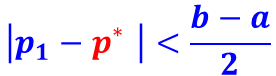 |p₁ − p* | < (b − a)/2